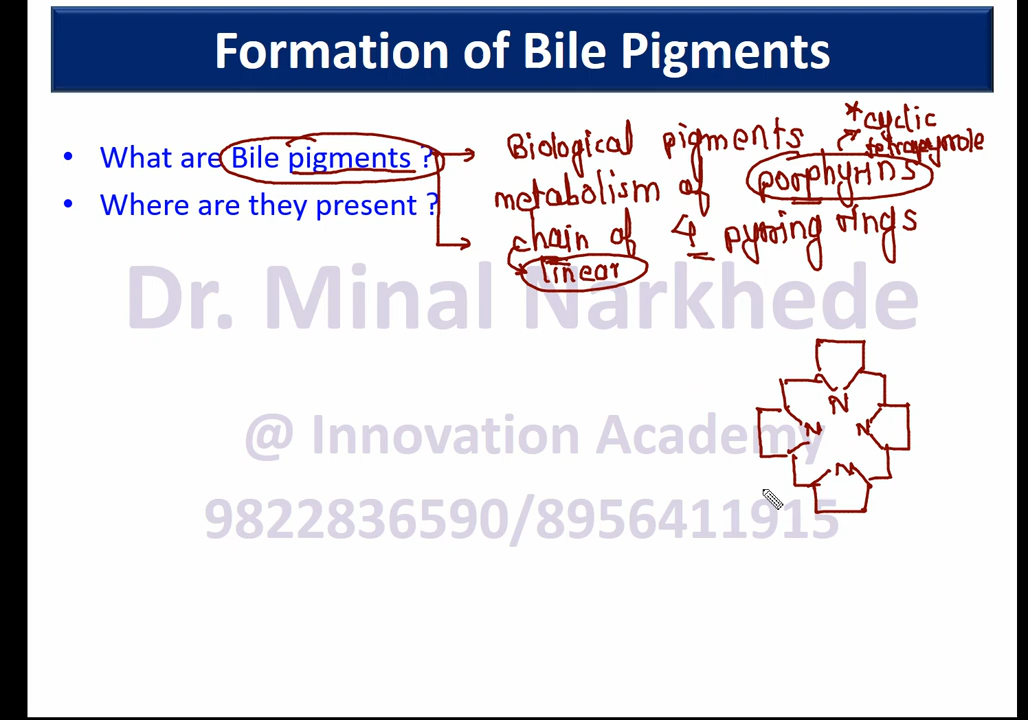 Formation of Bile Pigments
• What are Bile pigments ?
• Where are they present ?
Biological pigments
metabolism of porphyrins
chain of 4 pyrring rings
linear
* cyclic
tetrapyrrole
Dr. Minal Narkhede
@ Innovation Academy
9822836590/8956411915
N
N N
N